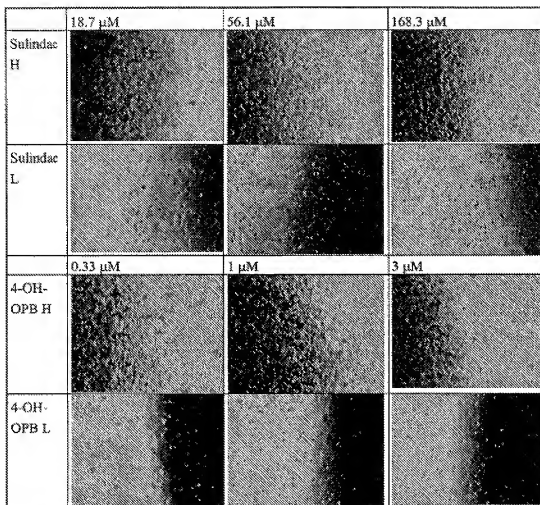 18.7 µM 56.1 µM 168.3 µM
Sulindac
H
Sulindac
L
0.33 µM 1 µM 3 µM
4-OH-
OPB H
4-OH-
OPB L